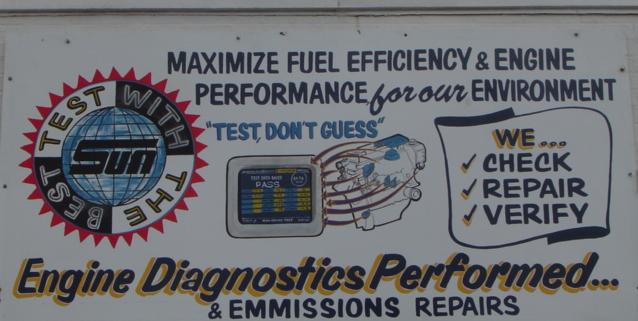 MAXIMIZE FUEL EFFICIENCY & ENGINE
PERFORMANCE for our ENVIRONMENT
TEST WITH THE BEST
Sun
"TEST, DON'T GUESS"
PASS
WE...
✓ CHECK
✓ REPAIR
✓ VERIFY
Engine Diagnostics Performed...
& EMMISSIONS REPAIRS